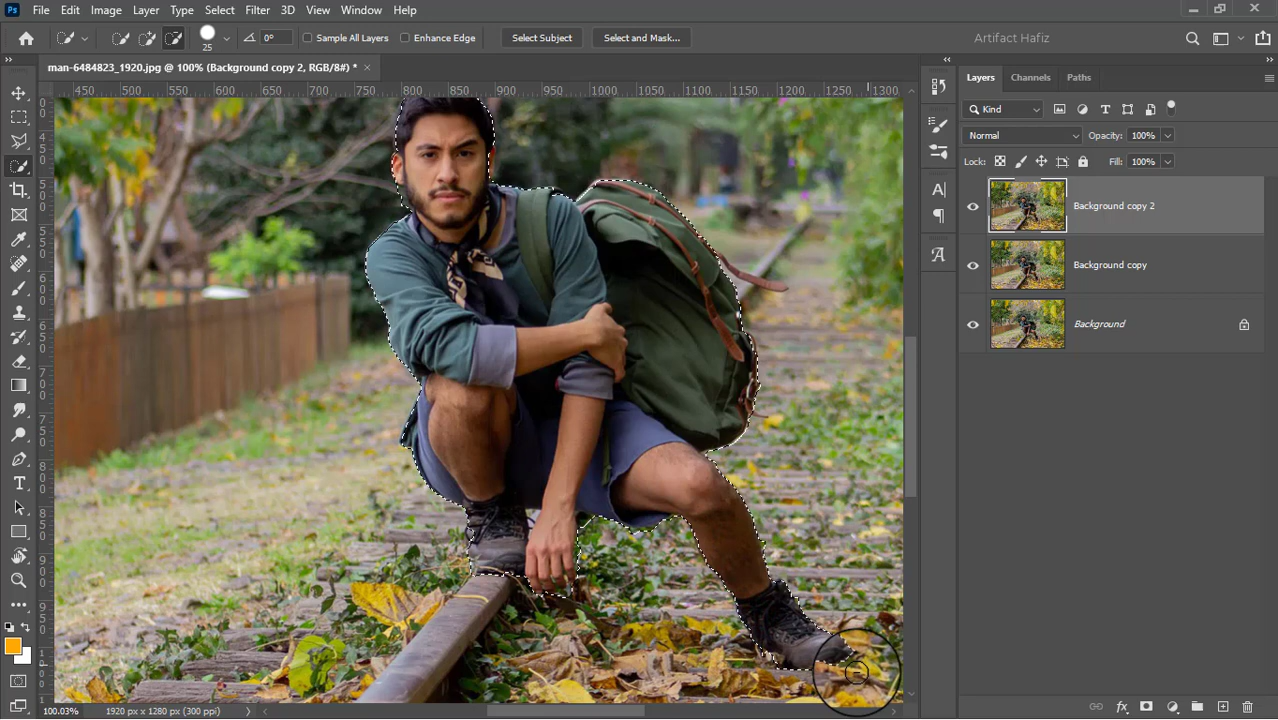 Ps File Edit Image Layer Type Select Filter 3D View Window Help
25 0° Sample All Layers Enhance Edge Select Subject Select and Mask... Artifact Hafiz
man-6484823_1920.jpg @ 100% (Background copy 2, RGB/8#) * ×
450 500 550 600 650 700 750 800 850 900 950 1000 1050 1100 1150 1200 1250 1300
Layers Channels Paths
Kind
Normal Opacity: 100%
Lock: Fill: 100%
Background copy 2
Background copy
Background
100.03% 1920 px x 1280 px (300 ppi)